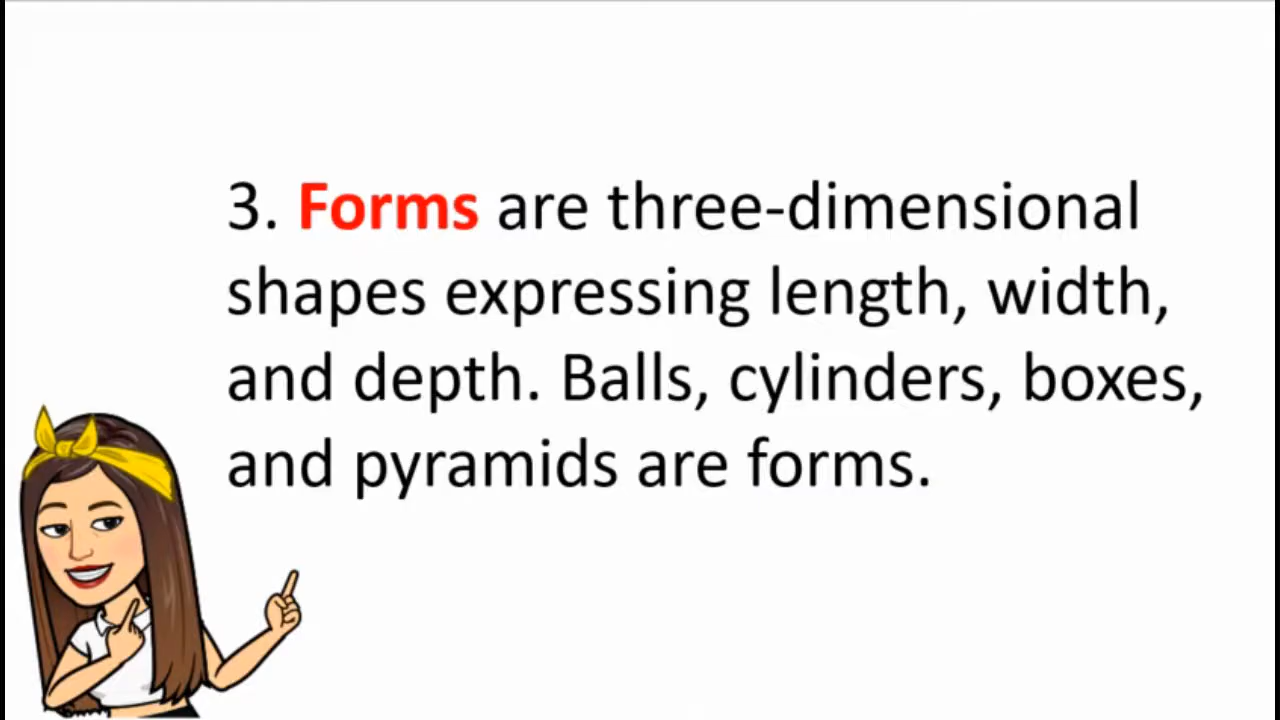 3. Forms are three-dimensional
shapes expressing length, width,
and depth. Balls, cylinders, boxes,
and pyramids are forms.